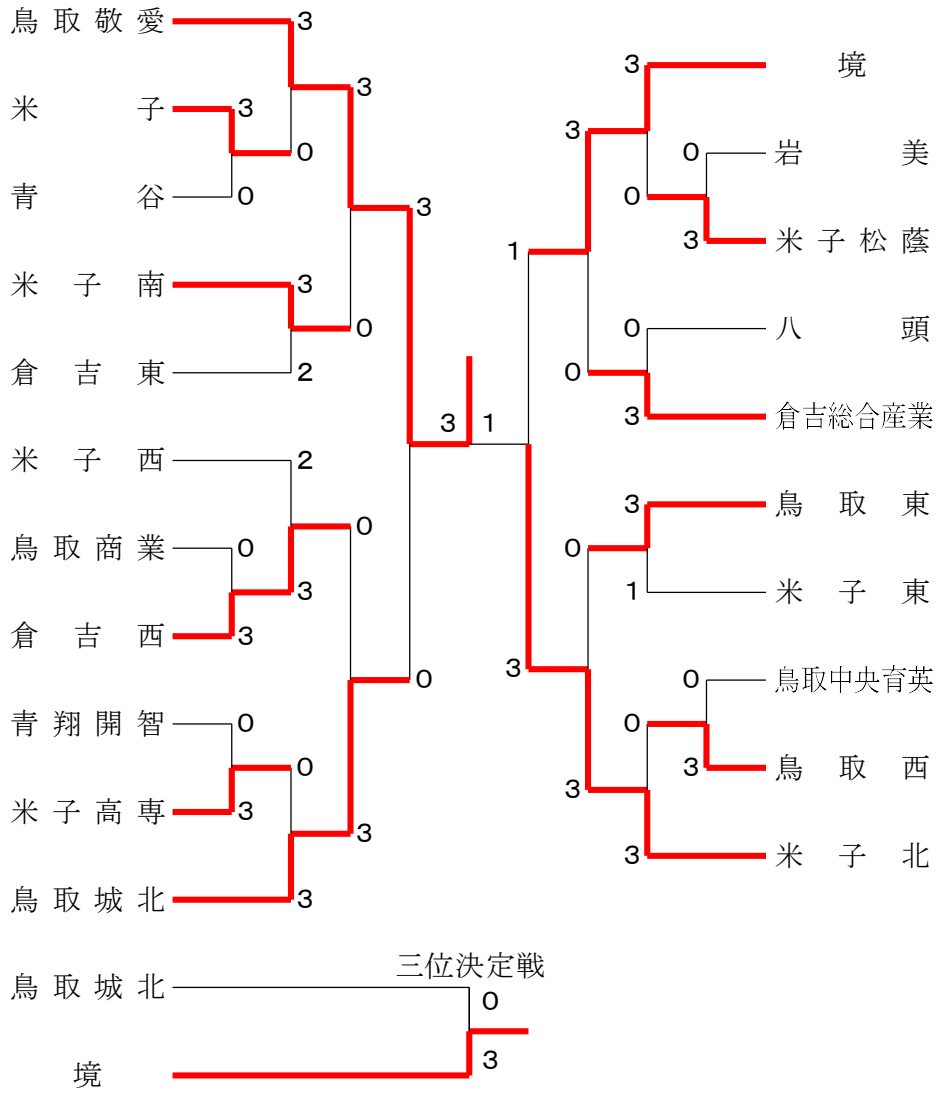 鳥取敬愛 3
3
米子 3
0
青谷 0
3
米子南 3
0
倉吉東 2
3 1
米子西 2
0
鳥取商業 0
3
倉吉西 3
0
青翔開智 0
0
米子高専 3
3
鳥取城北 3
3 境
3
0 岩美
0
3 米子松蔭
1
0 八頭
0
3 倉吉総合産業
3 鳥取東
0
1 米子東
3
0 鳥取中央育英
0
3 鳥取西
3
3 米子北
三位決定戦
鳥取城北 0
境 3